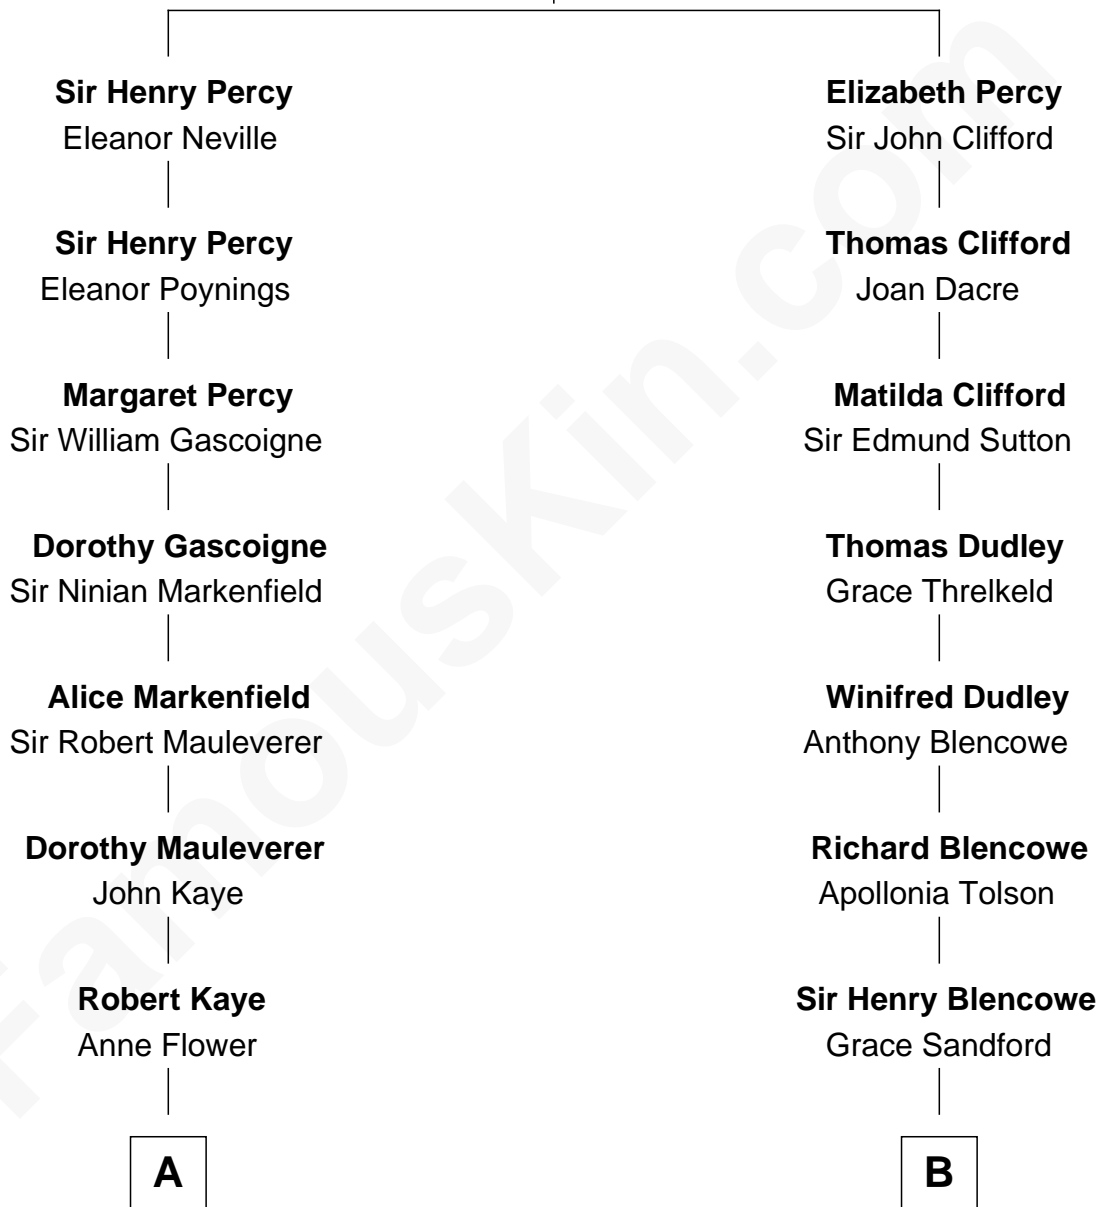 Sir Henry Percy
Eleanor Neville
Sir Henry Percy
Eleanor Poynings
Margaret Percy
Sir William Gascoigne
Dorothy Gascoigne
Sir Ninian Markenfield
Alice Markenfield
Sir Robert Mauleverer
Dorothy Mauleverer
John Kaye
Robert Kaye
Anne Flower
A
Elizabeth Percy
Sir John Clifford
Thomas Clifford
Joan Dacre
Matilda Clifford
Sir Edmund Sutton
Thomas Dudley
Grace Threlkeld
Winifred Dudley
Anthony Blencowe
Richard Blencowe
Apollonia Tolson
Sir Henry Blencowe
Grace Sandford
B
FamousKin.com